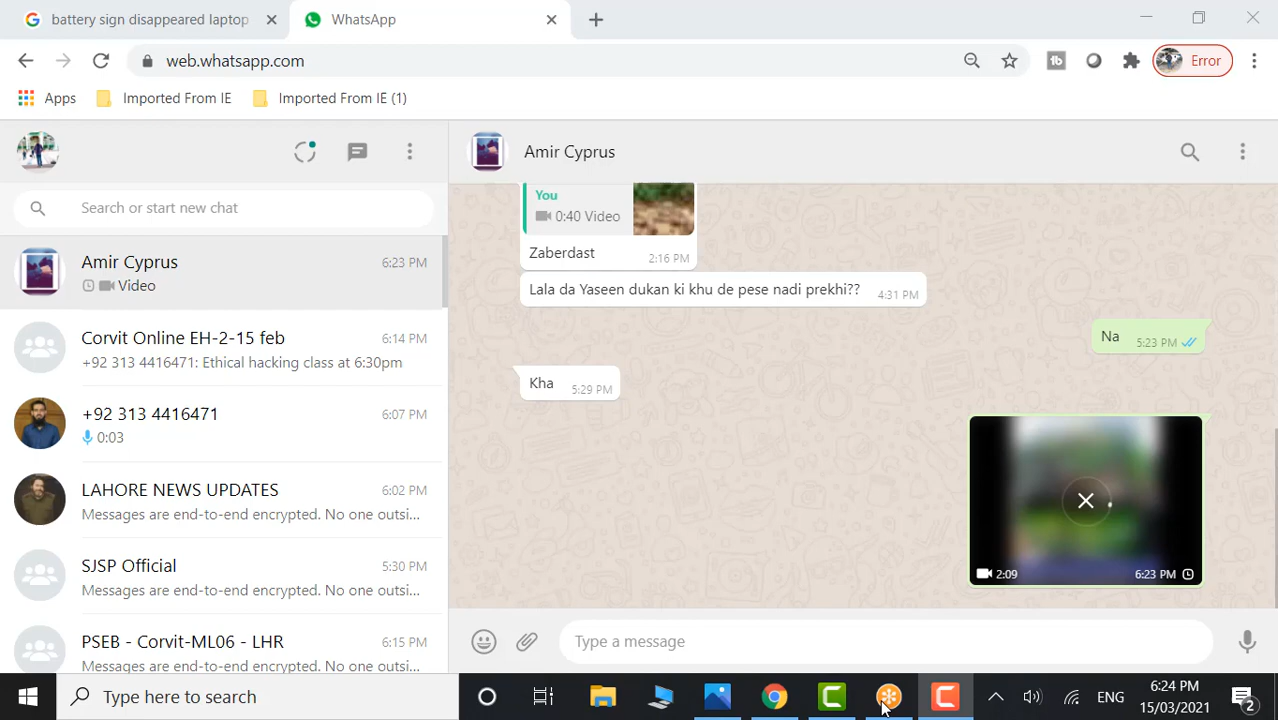 battery sign disappeared laptop
WhatsApp
web.whatsapp.com
Error
Apps
Imported From IE
Imported From IE (1)
Amir Cyprus
Search or start new chat
Amir Cyprus 6:23 PM
Video
Corvit Online EH-2-15 feb 6:14 PM
+92 313 4416471: Ethical hacking class at 6:30pm
+92 313 4416471 6:07 PM
0:03
LAHORE NEWS UPDATES 6:02 PM
Messages are end-to-end encrypted. No one outsi...
SJSP Official 5:30 PM
Messages are end-to-end encrypted. No one outsi...
PSEB - Corvit-ML06 - LHR 6:15 PM
Messages are end-to-end encrypted. No one outsi...
You
0:40 Video
Zaberdast 2:16 PM
Lala da Yaseen dukan ki khu de pese nadi prekhi?? 4:31 PM
Na 5:23 PM
Kha 5:29 PM
2:09 6:23 PM
Type a message
Type here to search
ENG
6:24 PM
15/03/2021
2